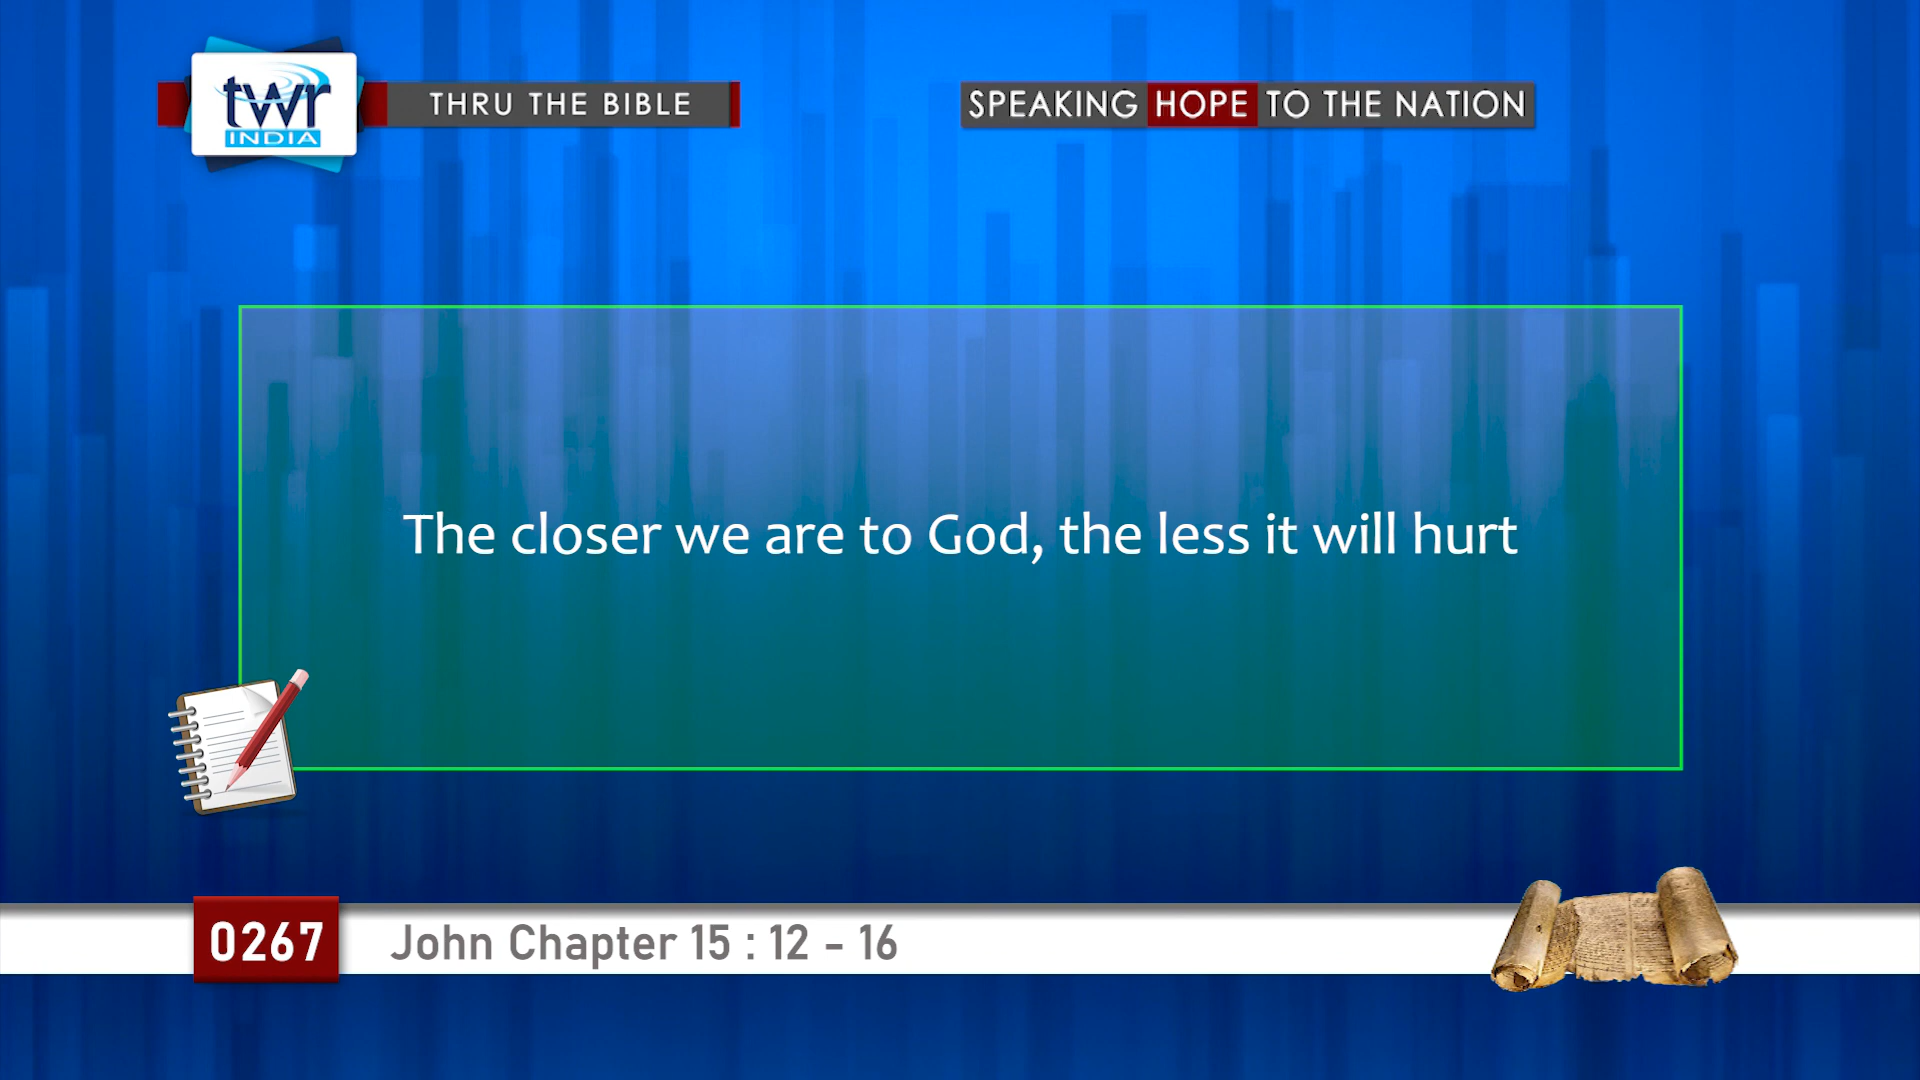 twr
INDIA
THRU THE BIBLE
SPEAKING HOPE TO THE NATION
The closer we are to God, the less it will hurt
0267
John Chapter 15 : 12 - 16